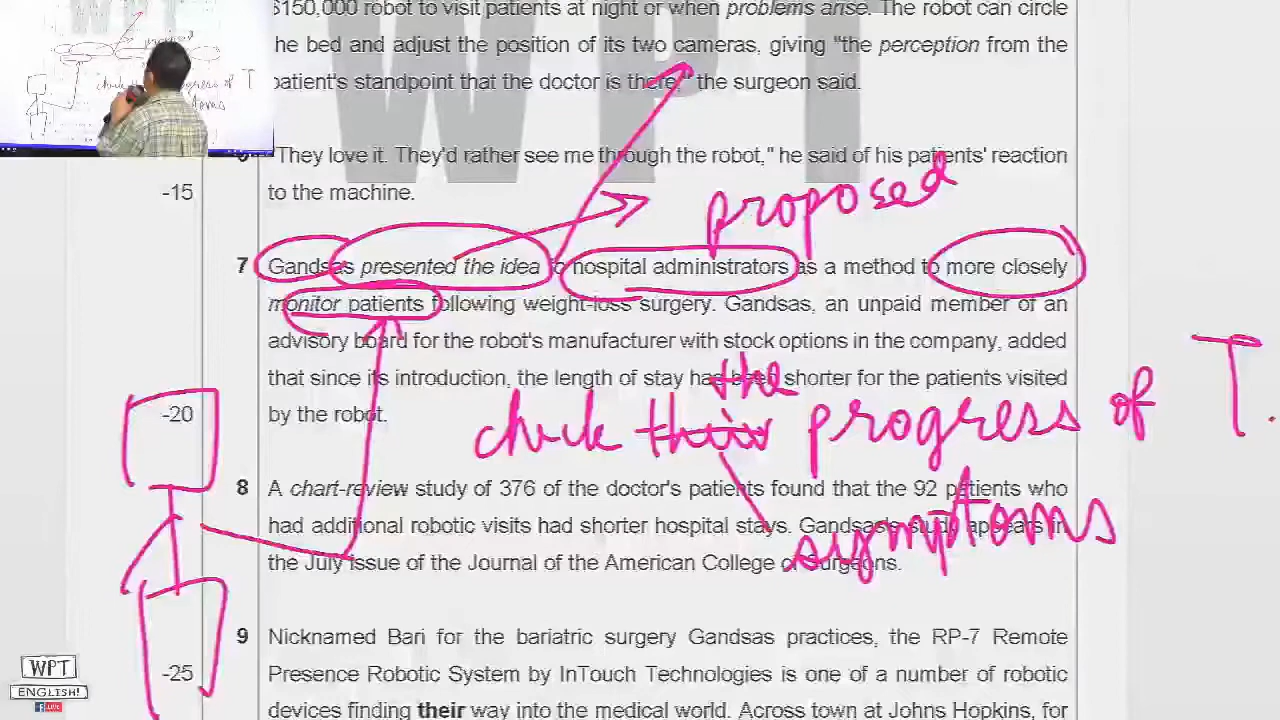 $150,000 robot to visit patients at night or when problems arise. The robot can circle
he bed and adjust the position of its two cameras, giving "the perception from the
patient's standpoint that the doctor is there," the surgeon said.
"They love it. They'd rather see me through the robot," he said of his patients' reaction
-15 to the machine.
proposed
7 Gandsas presented the idea to hospital administrators as a method to more closely
monitor patients following weight-loss surgery. Gandsas, an unpaid member of an
advisory board for the robot's manufacturer with stock options in the company, added
that since its introduction, the length of stay had been shorter for the patients visited
-20 by the robot.
the
check their progress of T.
symptoms
8 A chart-review study of 376 of the doctor's patients found that the 92 patients who
had additional robotic visits had shorter hospital stays. Gandsas's study appears in
the July issue of the Journal of the American College of Surgeons.
9 Nicknamed Bari for the bariatric surgery Gandsas practices, the RP-7 Remote
-25 Presence Robotic System by InTouch Technologies is one of a number of robotic
devices finding their way into the medical world. Across town at Johns Hopkins, for
WPT
ENGLISH!
WPT